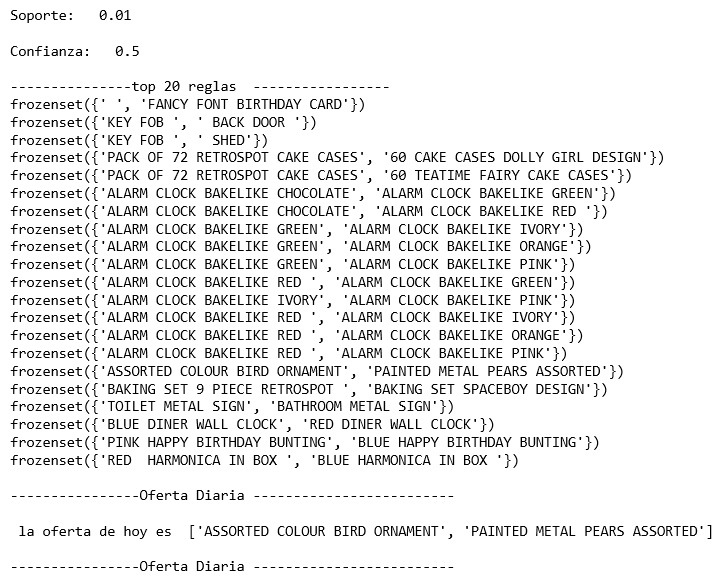 Soporte:   0.01
Confianza:   0.5
---------------top 20 reglas  -----------------
frozenset({' ', 'FANCY FONT BIRTHDAY CARD'})
frozenset({'KEY FOB ', ' BACK DOOR '})
frozenset({'KEY FOB ', ' SHED'})
frozenset({'PACK OF 72 RETROSPOT CAKE CASES', '60 CAKE CASES DOLLY GIRL DESIGN'})
frozenset({'PACK OF 72 RETROSPOT CAKE CASES', '60 TEATIME FAIRY CAKE CASES'})
frozenset({'ALARM CLOCK BAKELIKE CHOCOLATE', 'ALARM CLOCK BAKELIKE GREEN'})
frozenset({'ALARM CLOCK BAKELIKE CHOCOLATE', 'ALARM CLOCK BAKELIKE RED '})
frozenset({'ALARM CLOCK BAKELIKE GREEN', 'ALARM CLOCK BAKELIKE IVORY'})
frozenset({'ALARM CLOCK BAKELIKE GREEN', 'ALARM CLOCK BAKELIKE ORANGE'})
frozenset({'ALARM CLOCK BAKELIKE GREEN', 'ALARM CLOCK BAKELIKE PINK'})
frozenset({'ALARM CLOCK BAKELIKE RED ', 'ALARM CLOCK BAKELIKE GREEN'})
frozenset({'ALARM CLOCK BAKELIKE IVORY', 'ALARM CLOCK BAKELIKE PINK'})
frozenset({'ALARM CLOCK BAKELIKE RED ', 'ALARM CLOCK BAKELIKE IVORY'})
frozenset({'ALARM CLOCK BAKELIKE RED ', 'ALARM CLOCK BAKELIKE ORANGE'})
frozenset({'ALARM CLOCK BAKELIKE RED ', 'ALARM CLOCK BAKELIKE PINK'})
frozenset({'ASSORTED COLOUR BIRD ORNAMENT', 'PAINTED METAL PEARS ASSORTED'})
frozenset({'BAKING SET 9 PIECE RETROSPOT ', 'BAKING SET SPACEBOY DESIGN'})
frozenset({'TOILET METAL SIGN', 'BATHROOM METAL SIGN'})
frozenset({'BLUE DINER WALL CLOCK', 'RED DINER WALL CLOCK'})
frozenset({'PINK HAPPY BIRTHDAY BUNTING', 'BLUE HAPPY BIRTHDAY BUNTING'})
frozenset({'RED  HARMONICA IN BOX ', 'BLUE HARMONICA IN BOX '})
----------------Oferta Diaria -------------------------
la oferta de hoy es  ['ASSORTED COLOUR BIRD ORNAMENT', 'PAINTED METAL PEARS ASSORTED']
----------------Oferta Diaria -------------------------